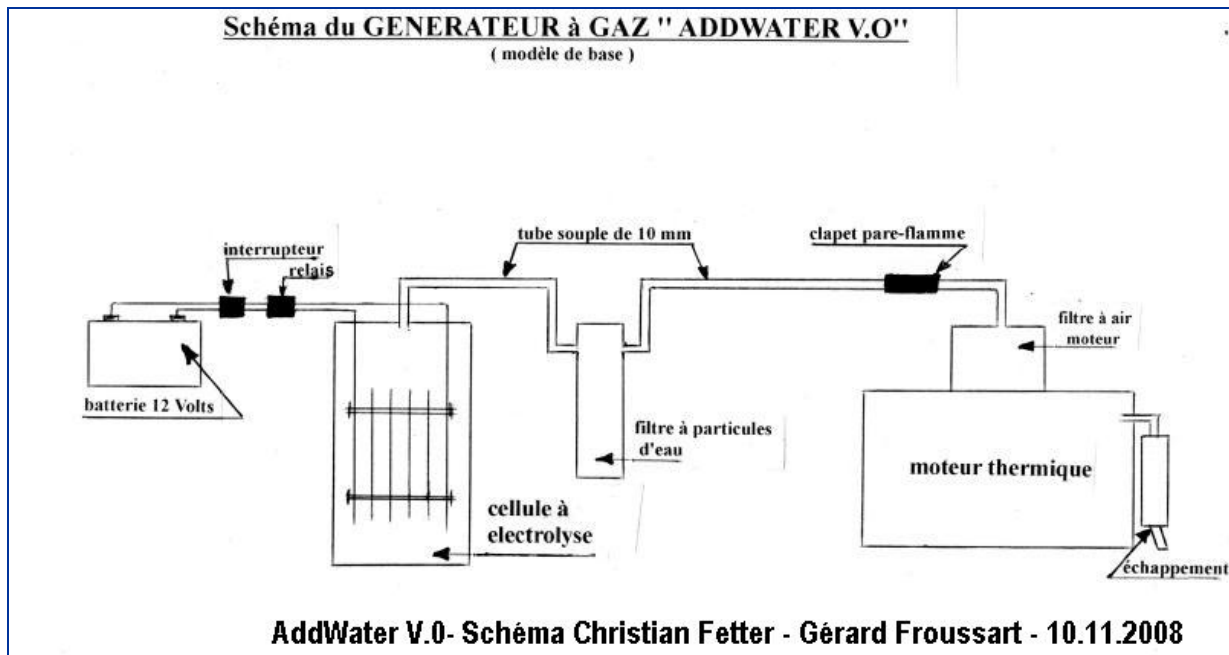 Schéma du GENERATEUR à GAZ " ADDWATER V.O"
( modèle de base )
tube souple de 10 mm
clapet pare-flamme
interrupteur
relais
filtre à air
moteur
batterie 12 Volts
filtre à particules
d'eau
moteur thermique
cellule à
electrolyse
échappement
AddWater V.0- Schéma Christian Fetter - Gérard Froussart - 10.11.2008